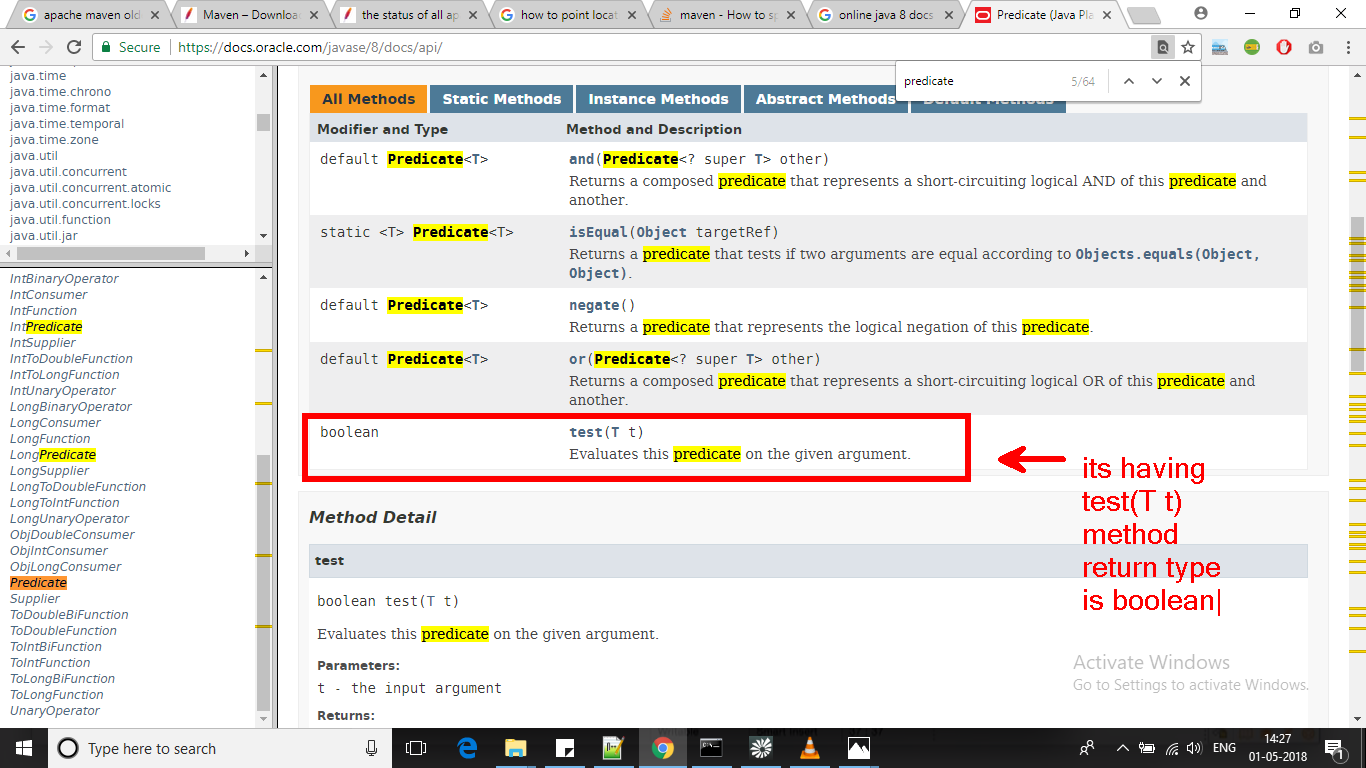 apache maven old
Maven – Downloa
the status of all ap
how to point locat
maven - How to sp
online java 8 docs
Predicate (Java Pla
Secure
https://docs.oracle.com/javase/8/docs/api/
predicate
5/64
java.time
java.time.chrono
java.time.format
java.time.temporal
java.time.zone
java.util
java.util.concurrent
java.util.concurrent.atomic
java.util.concurrent.locks
java.util.function
java.util.jar
IntBinaryOperator
IntConsumer
IntFunction
IntPredicate
IntSupplier
IntToDoubleFunction
IntToLongFunction
IntUnaryOperator
LongBinaryOperator
LongConsumer
LongFunction
LongPredicate
LongSupplier
LongToDoubleFunction
LongToIntFunction
LongUnaryOperator
ObjDoubleConsumer
ObjIntConsumer
ObjLongConsumer
Predicate
Supplier
ToDoubleBiFunction
ToDoubleFunction
ToIntBiFunction
ToIntFunction
ToLongBiFunction
ToLongFunction
UnaryOperator
All Methods Static Methods Instance Methods Abstract Methods Default Methods
Modifier and Type Method and Description
default Predicate<T> and(Predicate<? super T> other)
Returns a composed predicate that represents a short-circuiting logical AND of this predicate and
another.
static <T> Predicate<T> isEqual(Object targetRef)
Returns a predicate that tests if two arguments are equal according to Objects.equals(Object,
Object).
default Predicate<T> negate()
Returns a predicate that represents the logical negation of this predicate.
default Predicate<T> or(Predicate<? super T> other)
Returns a composed predicate that represents a short-circuiting logical OR of this predicate and
another.
boolean test(T t)
Evaluates this predicate on the given argument.
its having
test(T t)
method
return type
is boolean|
Method Detail
test
boolean test(T t)
Evaluates this predicate on the given argument.
Parameters:
t - the input argument
Returns:
Activate Windows
Go to Settings to activate Windows.
Type here to search
ENG
14:27
01-05-2018
1